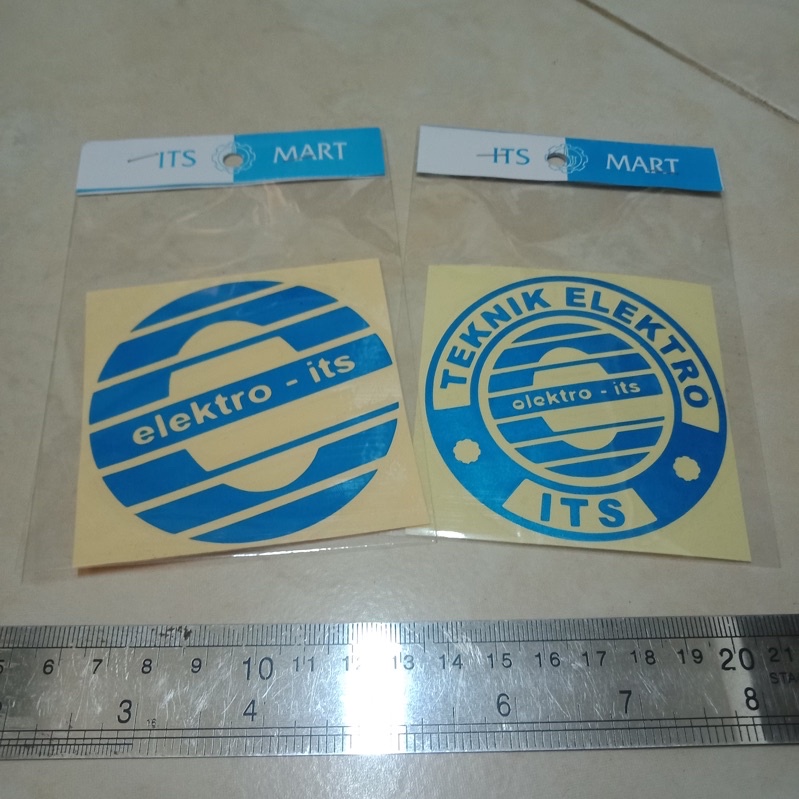 ITS MART
ITS MART
elektro - its
TEKNIK ELEKTRO
elektro - its
ITS
5 6 7 8 9 10 11 12 13 14 15 16 17 18 19 20 21
3 4 6 7 8